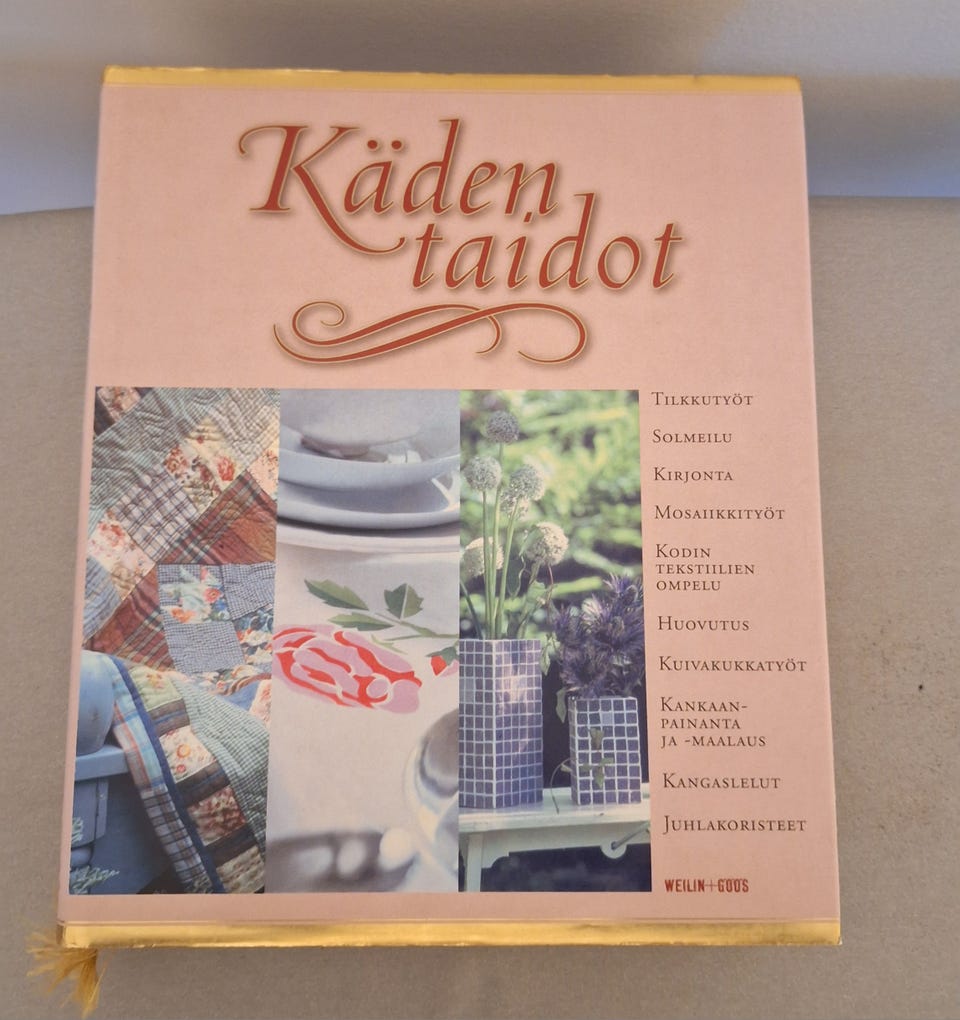 Käden
taidot
Tilkkutyöt
Solmeilu
Kirjonta
Mosaiikkityöt
Kodin
tekstiilien
ompelu
Huovutus
Kuivakukkatyöt
Kankaan-
painanta
ja -maalaus
Kangaslelut
Juhlakoristeet
WEILIN+GÖÖS